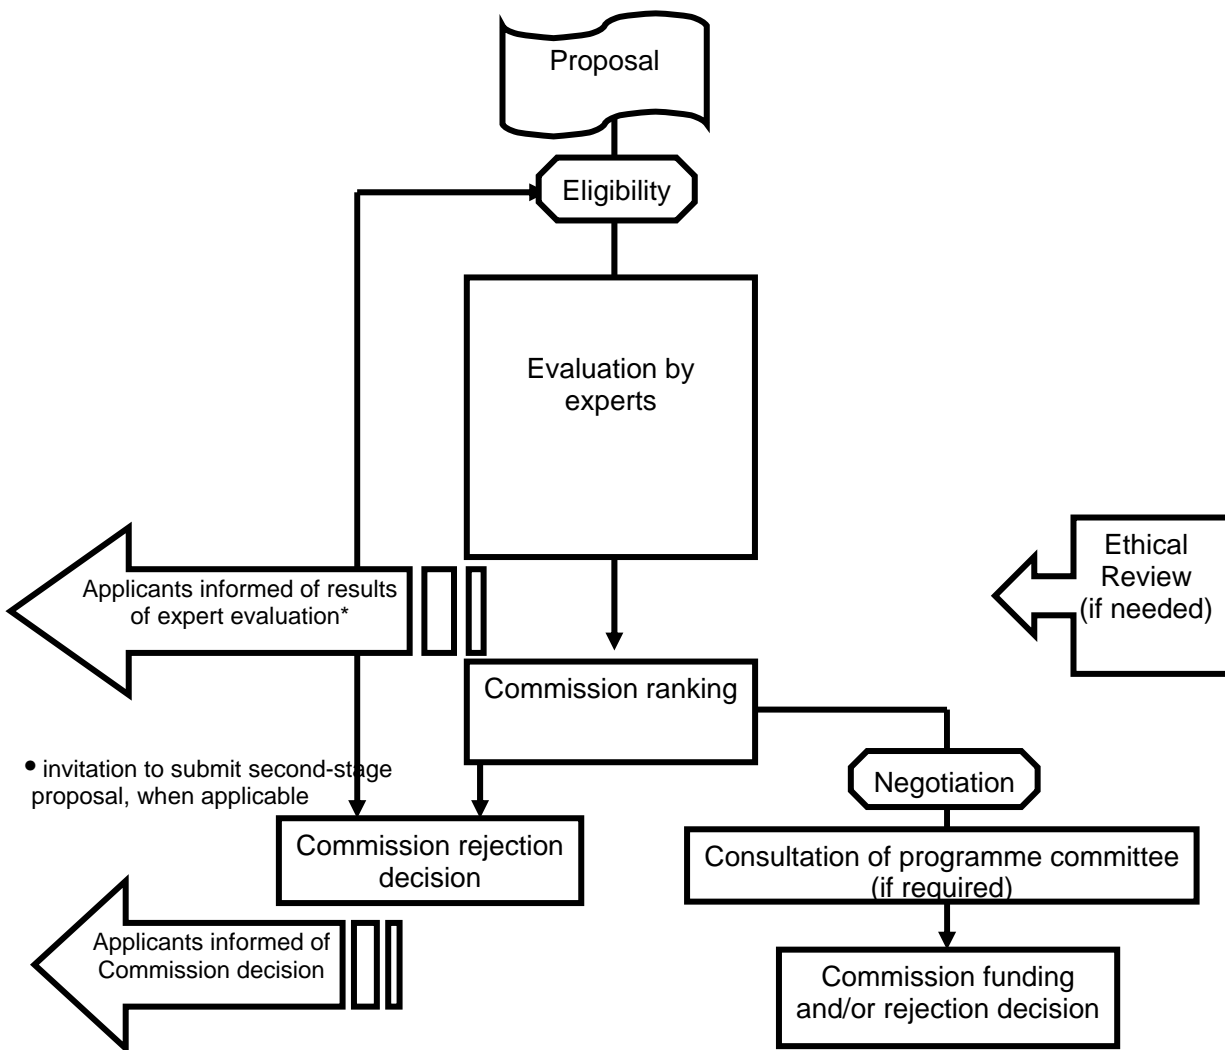 Proposal
Eligibility
Evaluation by
experts
Applicants informed of results
of expert evaluation*
Ethical
Review
(if needed)
Commission ranking
• invitation to submit second-stage
proposal, when applicable
Negotiation
Commission rejection
decision
Consultation of programme committee
(if required)
Applicants informed of
Commission decision
Commission funding
and/or rejection decision